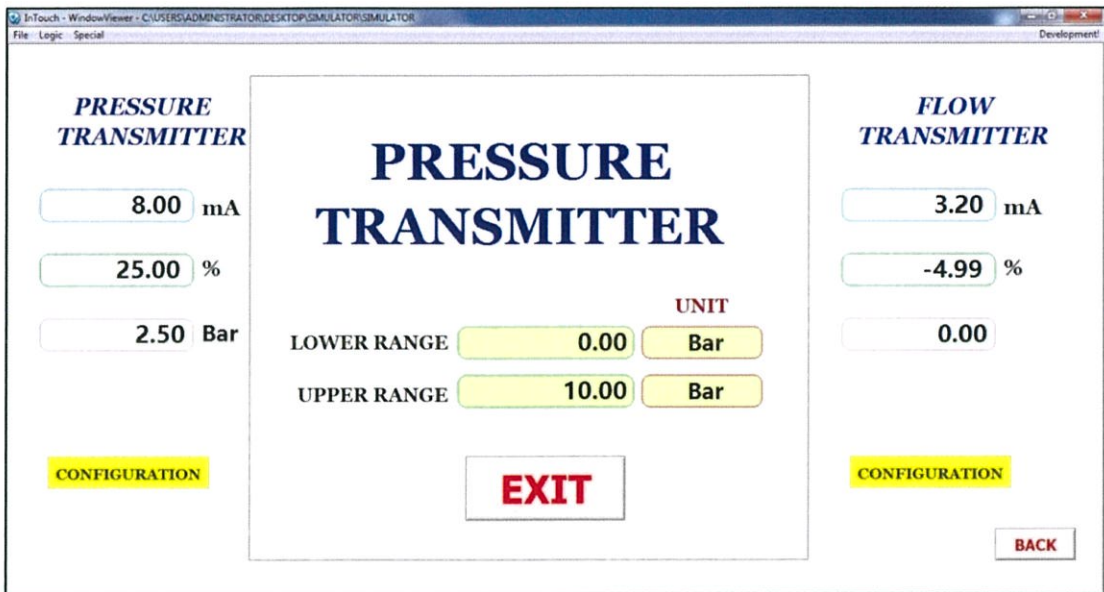 InTouch - WindowViewer - C:\USERS\ADMINISTRATOR\DESKTOP\SIMULATOR\SIMULATOR
File Logic Special
Development!
PRESSURE
TRANSMITTER
8.00 mA
25.00 %
2.50 Bar
CONFIGURATION
PRESSURE
TRANSMITTER
UNIT
LOWER RANGE 0.00 Bar
UPPER RANGE 10.00 Bar
EXIT
FLOW
TRANSMITTER
3.20 mA
-4.99 %
0.00
CONFIGURATION
BACK